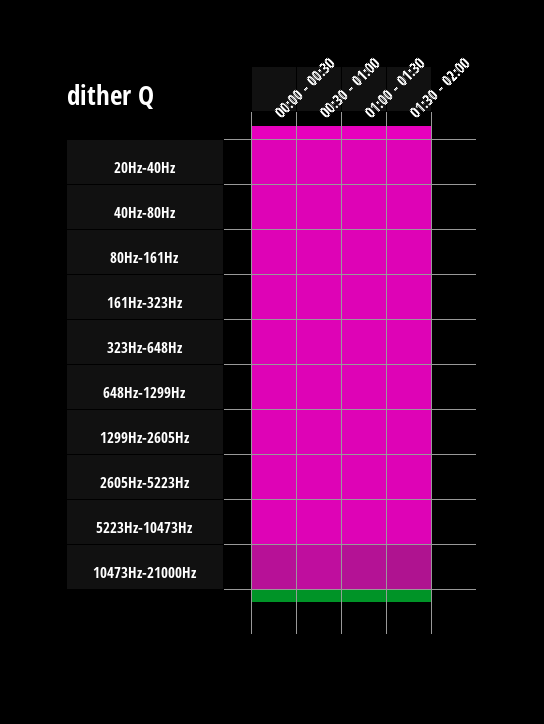 dither Q
00:00 - 00:30
00:30 - 01:00
01:00 - 01:30
01:30 - 02:00
20Hz-40Hz
40Hz-80Hz
80Hz-161Hz
161Hz-323Hz
323Hz-648Hz
648Hz-1299Hz
1299Hz-2605Hz
2605Hz-5223Hz
5223Hz-10473Hz
10473Hz-21000Hz